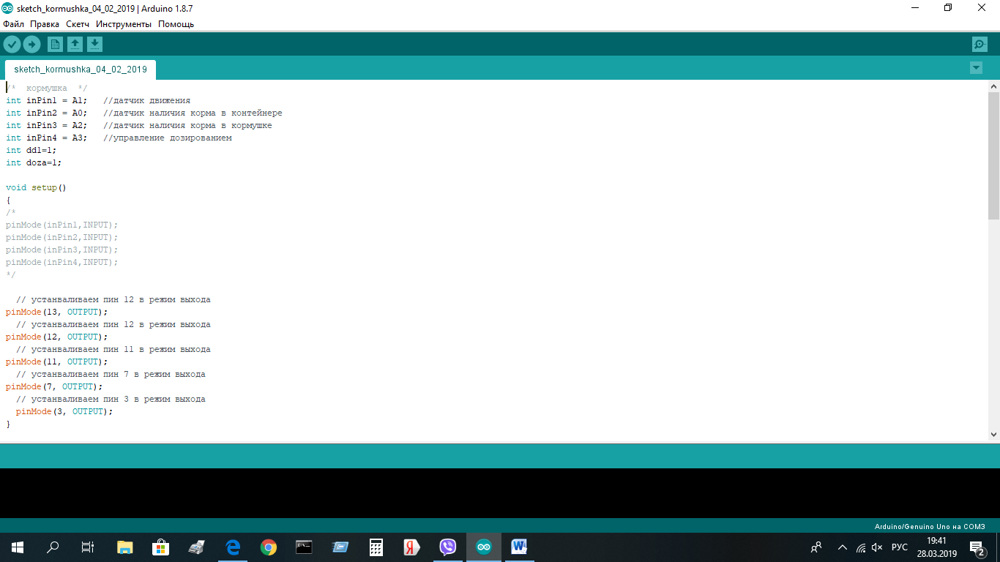 sketch_kormushka_04_02_2019 | Arduino 1.8.7
Файл Правка Скетч Инструменты Помощь
sketch_kormushka_04_02_2019
/*  кормушка  */
int inPin1 = A1;   //датчик движения
int inPin2 = A0;   //датчик наличия корма в контейнере
int inPin3 = A2;   //датчик наличия корма в кормушке
int inPin4 = A3;   //управление дозированием
int dd1=1;
int doza=1;
void setup()
{
/*
pinMode(inPin1,INPUT);
pinMode(inPin2,INPUT);
pinMode(inPin3,INPUT);
pinMode(inPin4,INPUT);
*/
// устанваливаем пин 12 в режим выхода
pinMode(13, OUTPUT);
// устанваливаем пин 12 в режим выхода
pinMode(12, OUTPUT);
// устанваливаем пин 11 в режим выхода
pinMode(11, OUTPUT);
// устанваливаем пин 7 в режим выхода
pinMode(7, OUTPUT);
// устанваливаем пин 3 в режим выхода
pinMode(3, OUTPUT);
}
Arduino/Genuino Uno на COM3
РУС
19:41
28.03.2019
2